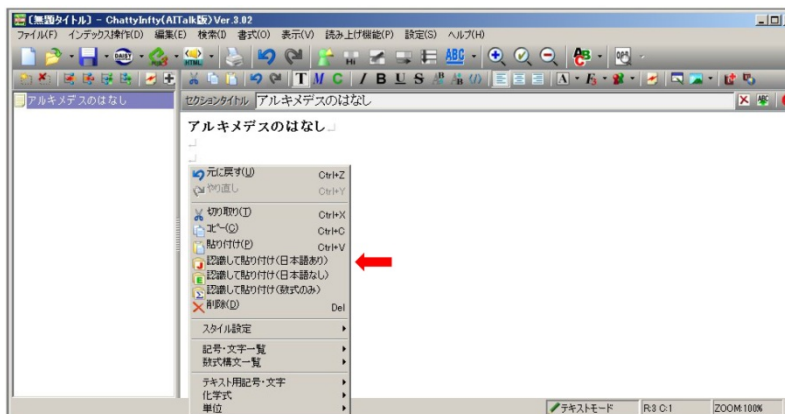 〔無題タイトル〕 - ChattyInfty(AITalk版) Ver.3.02
ファイル(F) インデックス操作(D) 編集(E) 検索(I) 書式(O) 表示(V) 読み上げ機能(P) 設定(S) ヘルプ(H)
DAISY HTML Hi ABC
T M C I B U S A
アルキメデスのはなし
セクションタイトル アルキメデスのはなし
アルキメデスのはなし
元に戻す(U) Ctrl+Z
やり直し Ctrl+Y
切り取り(T) Ctrl+X
コピー(C) Ctrl+C
貼り付け(P) Ctrl+V
認識して貼り付け(日本語あり)
認識して貼り付け(日本語なし)
認識して貼り付け(数式のみ)
削除(D) Del
スタイル設定
記号・文字一覧
数式構文一覧
テキスト用記号・文字
化学式
単位
テキストモード R:3 C:1 ZOOM:100%